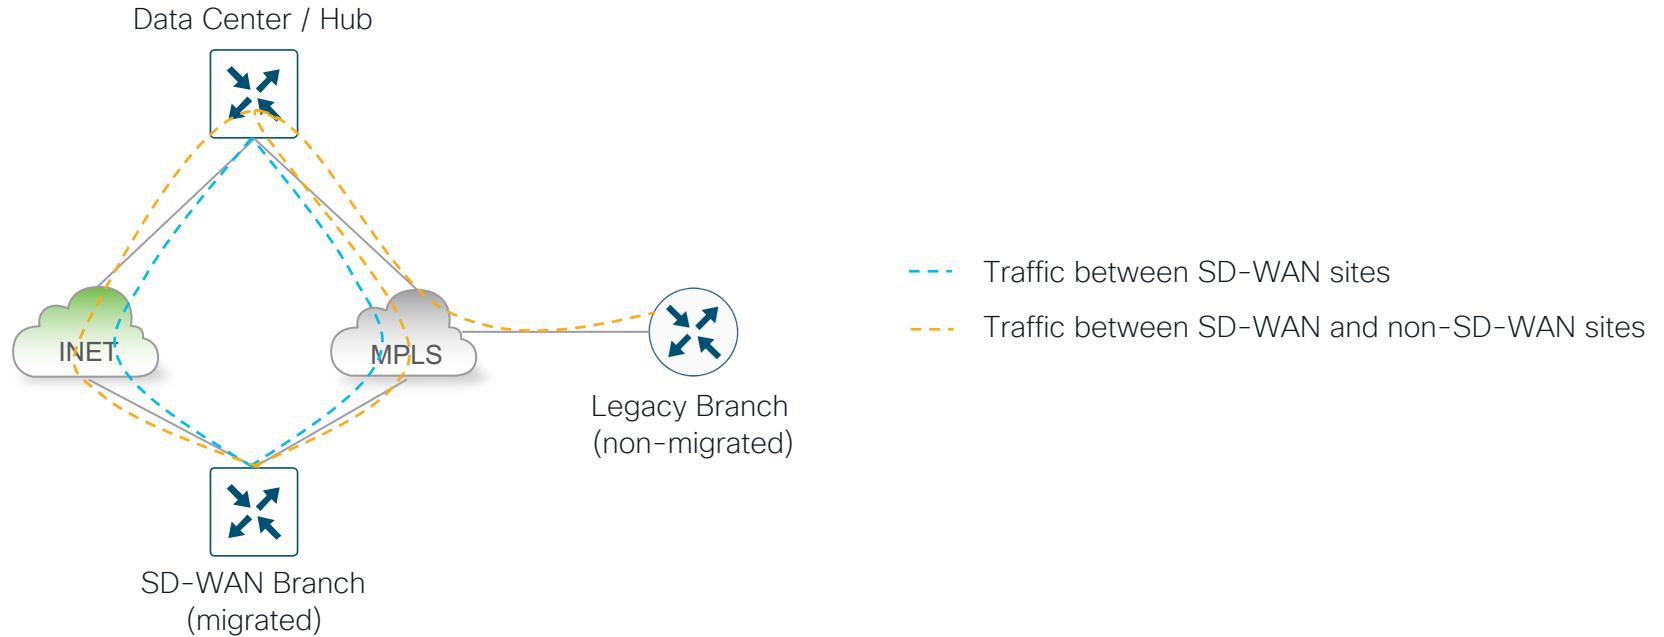 Data Center / Hub
Traffic between SD-WAN sites
Traffic between SD-WAN and non-SD-WAN sites
INET
MPLS
Legacy Branch
(non-migrated)
SD-WAN Branch
(migrated)